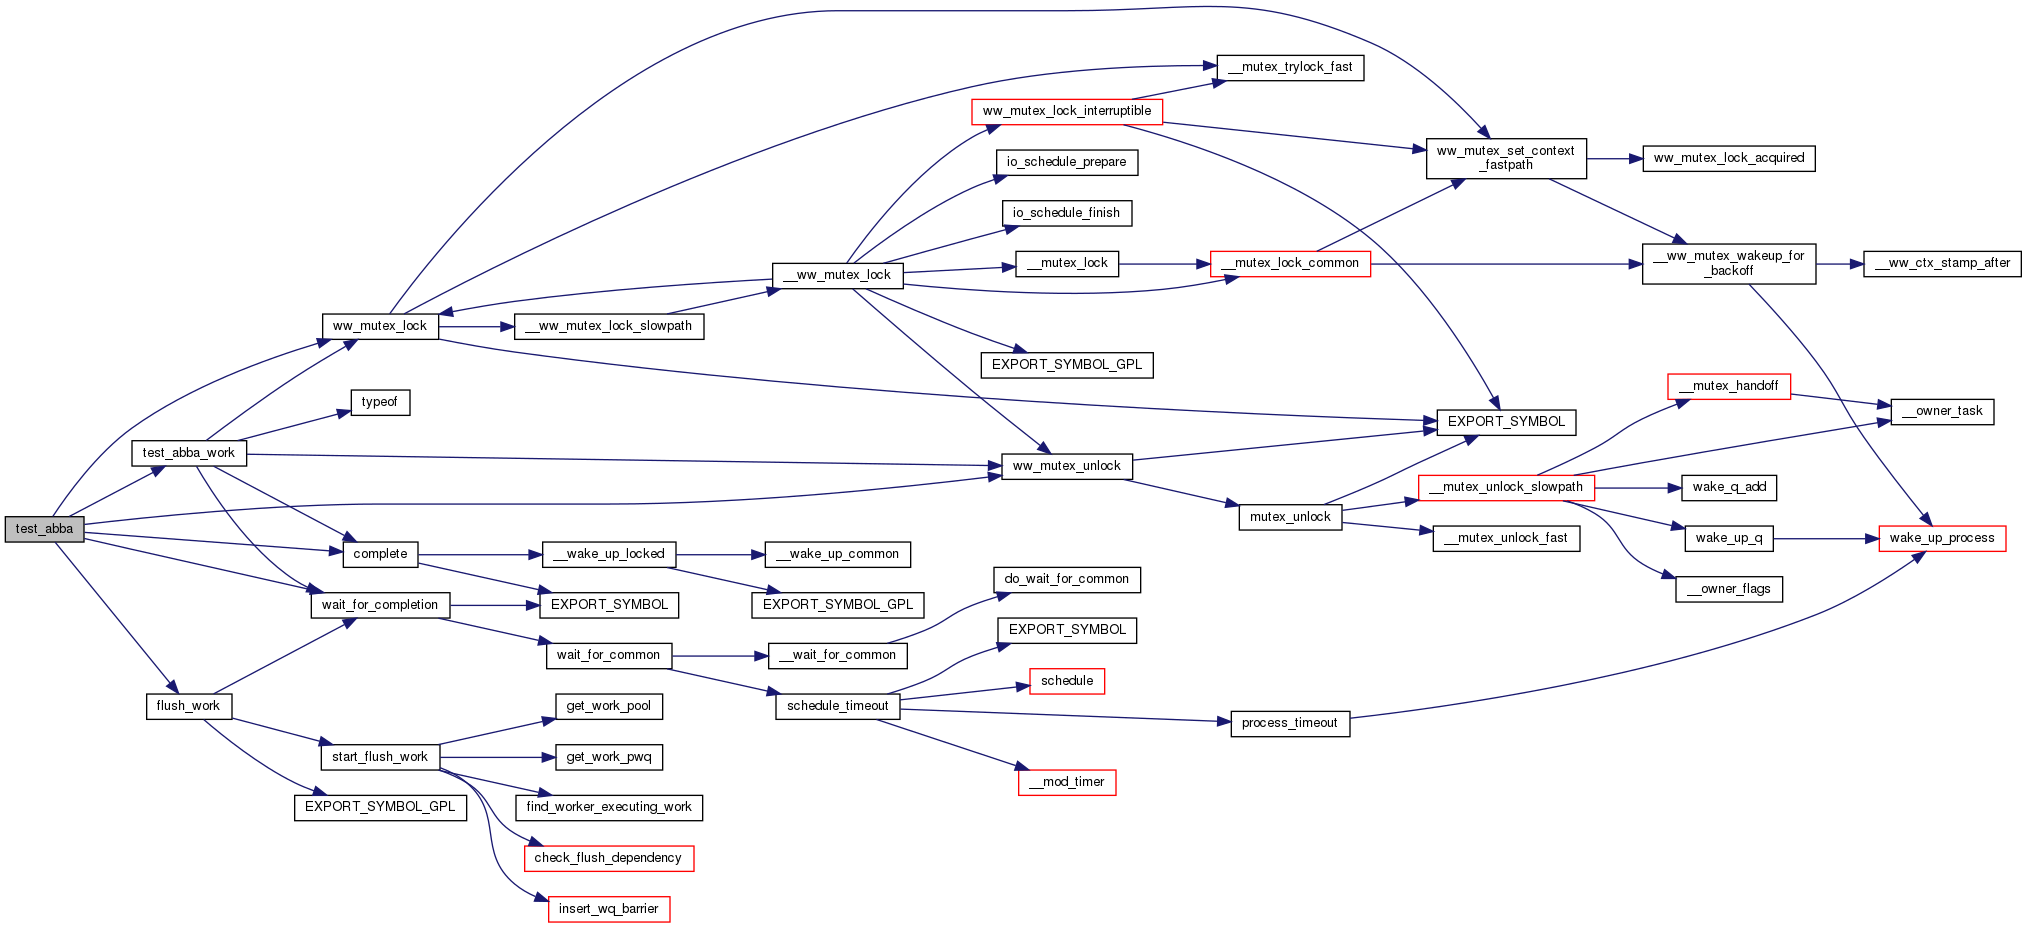 __mutex_trylock_fast
ww_mutex_lock_interruptible
ww_mutex_set_context
_fastpath
ww_mutex_lock_acquired
io_schedule_prepare
io_schedule_finish
__mutex_lock
__mutex_lock_common
__ww_mutex_wakeup_for
_backoff
__ww_ctx_stamp_after
__ww_mutex_lock
ww_mutex_lock
__ww_mutex_lock_slowpath
EXPORT_SYMBOL_GPL
__mutex_handoff
typeof
__owner_task
EXPORT_SYMBOL
test_abba_work
ww_mutex_unlock
__mutex_unlock_slowpath
wake_q_add
mutex_unlock
test_abba
__mutex_unlock_fast
wake_up_q
wake_up_process
complete
__wake_up_locked
__wake_up_common
do_wait_for_common
__owner_flags
wait_for_completion
EXPORT_SYMBOL
EXPORT_SYMBOL_GPL
EXPORT_SYMBOL
wait_for_common
__wait_for_common
schedule
flush_work
get_work_pool
schedule_timeout
process_timeout
start_flush_work
get_work_pwq
__mod_timer
EXPORT_SYMBOL_GPL
find_worker_executing_work
check_flush_dependency
insert_wq_barrier